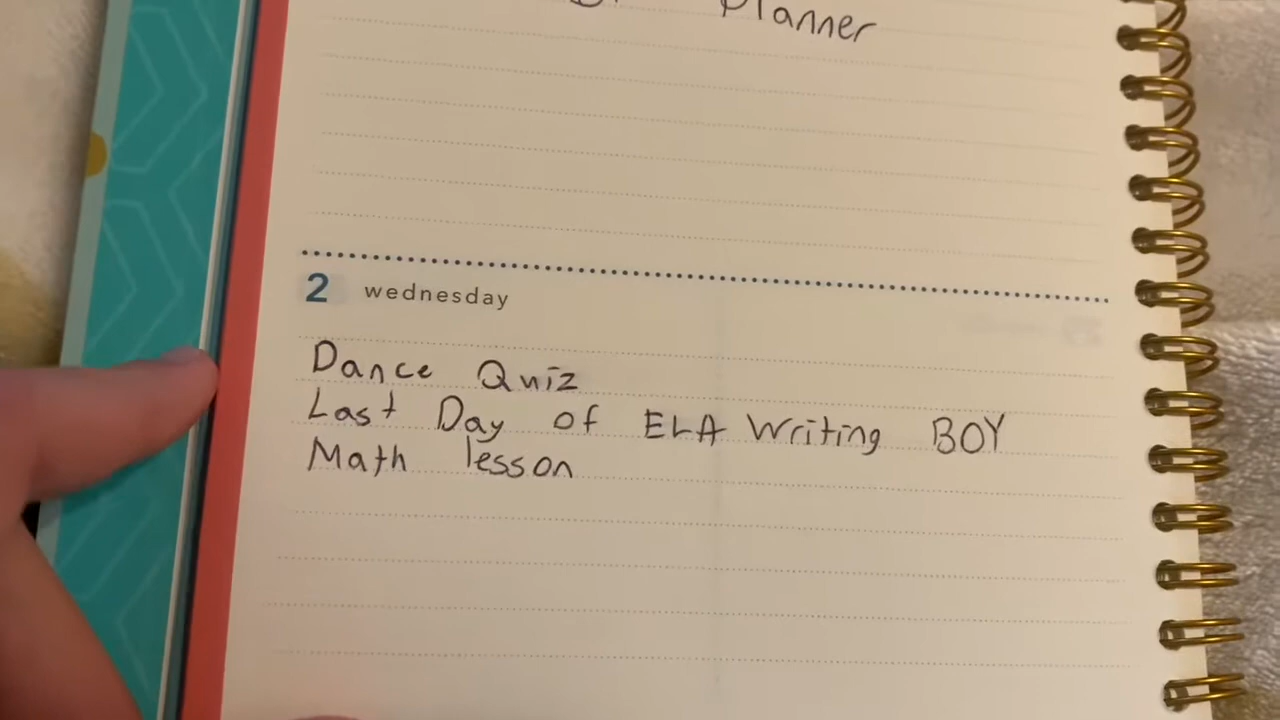 Planner
2 wednesday
Dance Quiz
Last Day of ELA Writing BOY
Math lesson